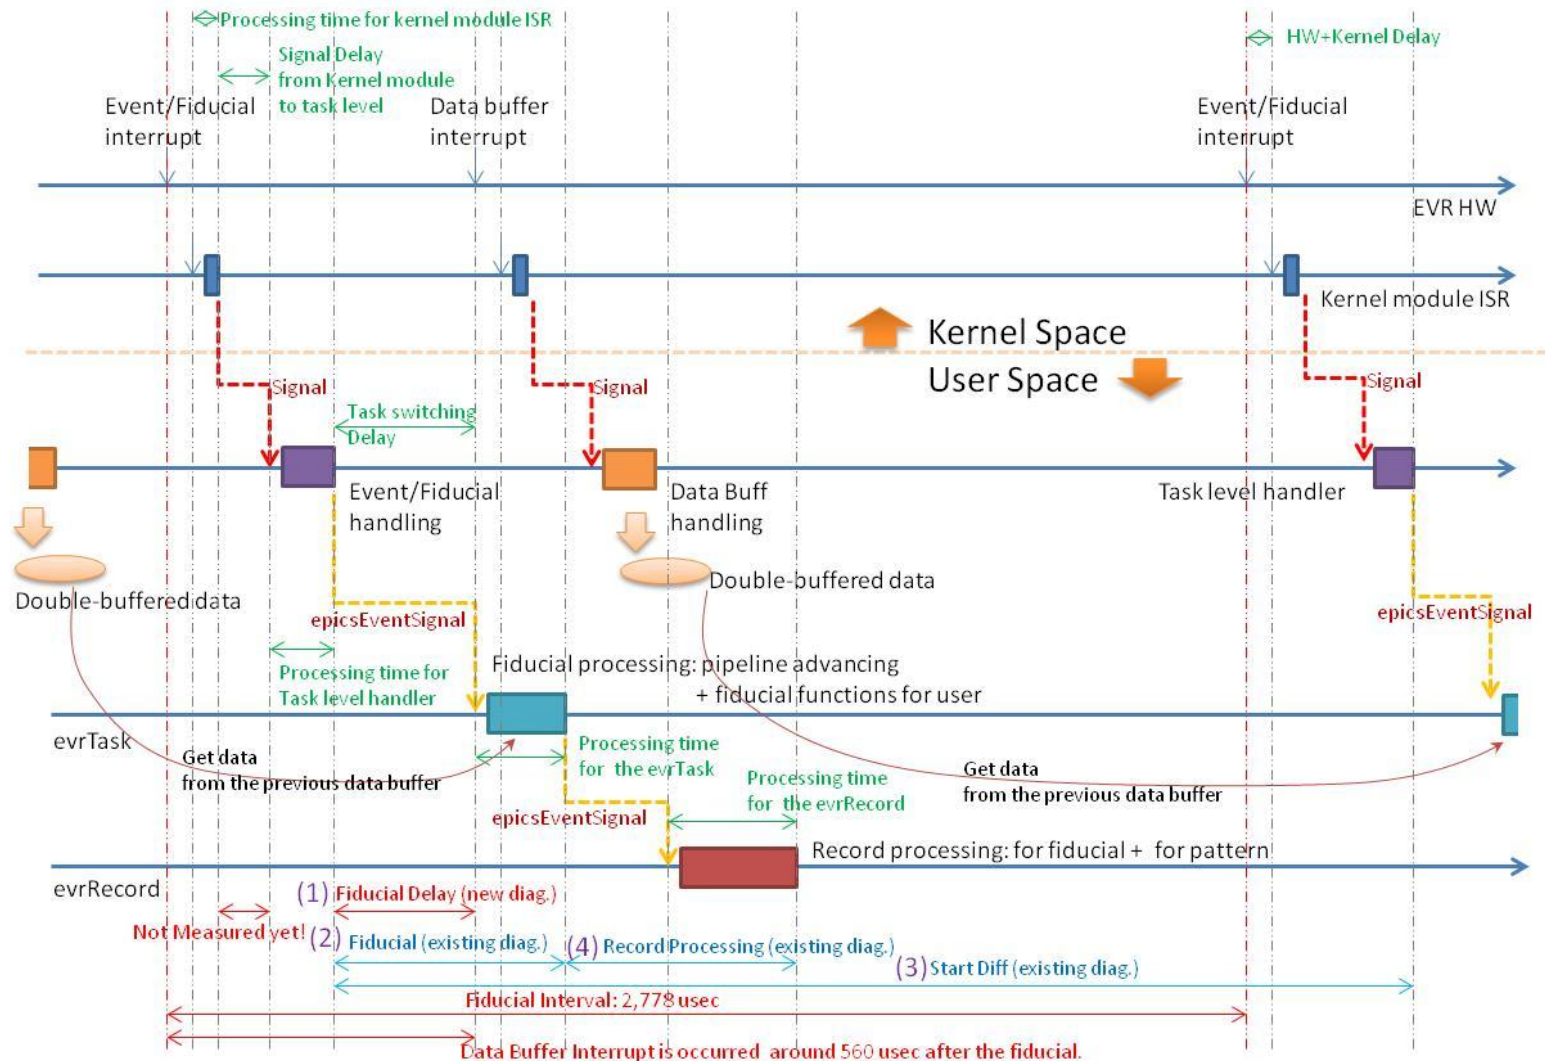 Processing time for kernel module ISR
HW+Kernel Delay
Signal Delay
from Kernel module
to task level
Event/Fiducial
interrupt
Data buffer
interrupt
Event/Fiducial
interrupt
EVR HW
Kernel module ISR
Kernel Space
User Space
Signal
Signal
Signal
Task switching
Delay
Event/Fiducial
handling
Data Buff
handling
Task level handler
Double-buffered data
Double-buffered data
epicsEventSignal
epicsEventSignal
Processing time for
Task level handler
Fiducial processing: pipeline advancing
+ fiducial functions for user
evrTask
Get data
from the previous data buffer
Processing time
for the evrTask
Processing time
for the evrRecord
Get data
from the previous data buffer
epicsEventSignal
Record processing: for fiducial + for pattern
evrRecord
(1) Fiducial Delay (new diag.)
Not Measured yet!
(2) Fiducial (existing diag.)
(4) Record Processing (existing diag.)
(3) Start Diff (existing diag.)
Fiducial Interval: 2,778 usec
Data Buffer Interrupt is occurred around 560 usec after the fiducial.